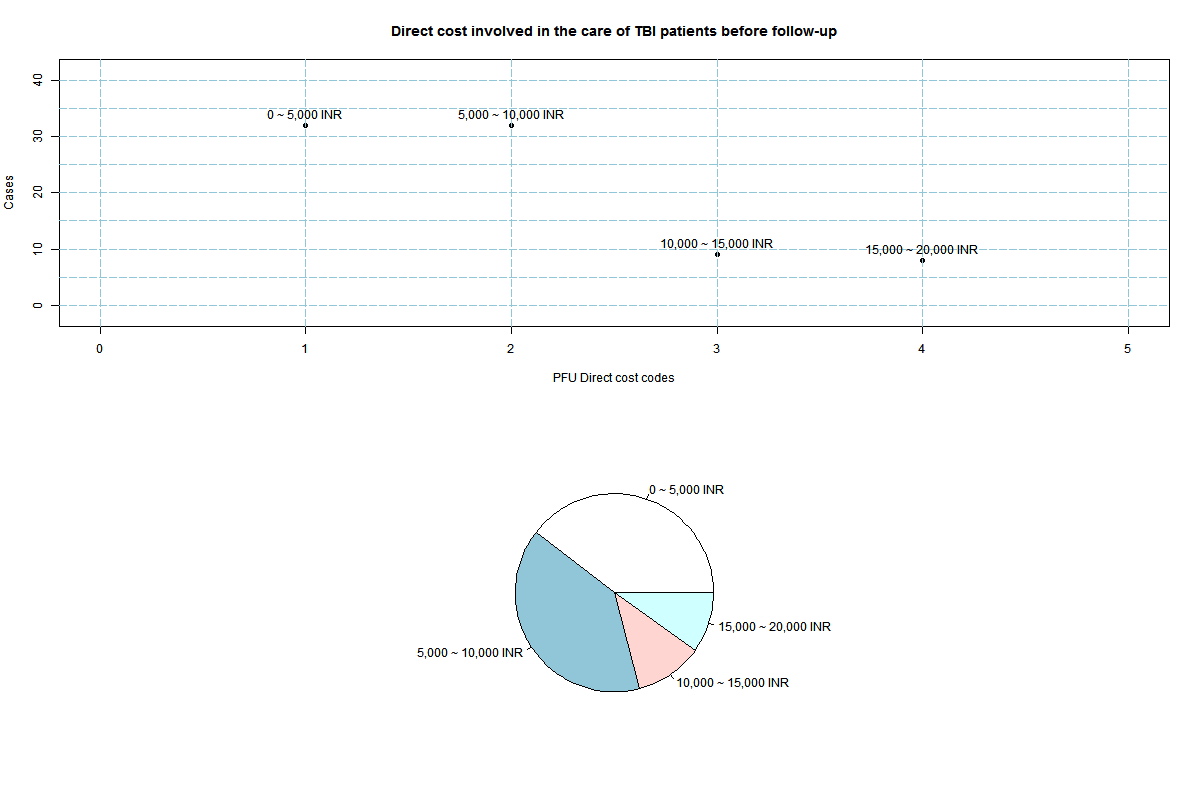 Direct cost involved in the care of TBI patients before follow-up
40
30
20
10
0
Cases
0 ~ 5,000 INR
5,000 ~ 10,000 INR
10,000 ~ 15,000 INR
15,000 ~ 20,000 INR
0 1 2 3 4 5
PFU Direct cost codes
0 ~ 5,000 INR
5,000 ~ 10,000 INR
15,000 ~ 20,000 INR
10,000 ~ 15,000 INR